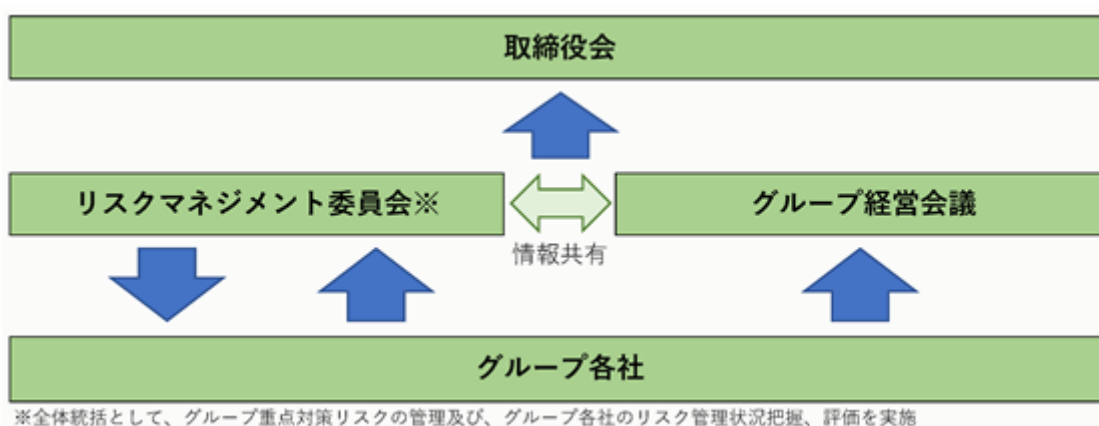 取締役会
リスクマネジメント委員会※
グループ経営会議
情報共有
グループ各社
※全体統括として、グループ重点対策リスクの管理及び、グループ各社のリスク管理状況把握、評価を実施